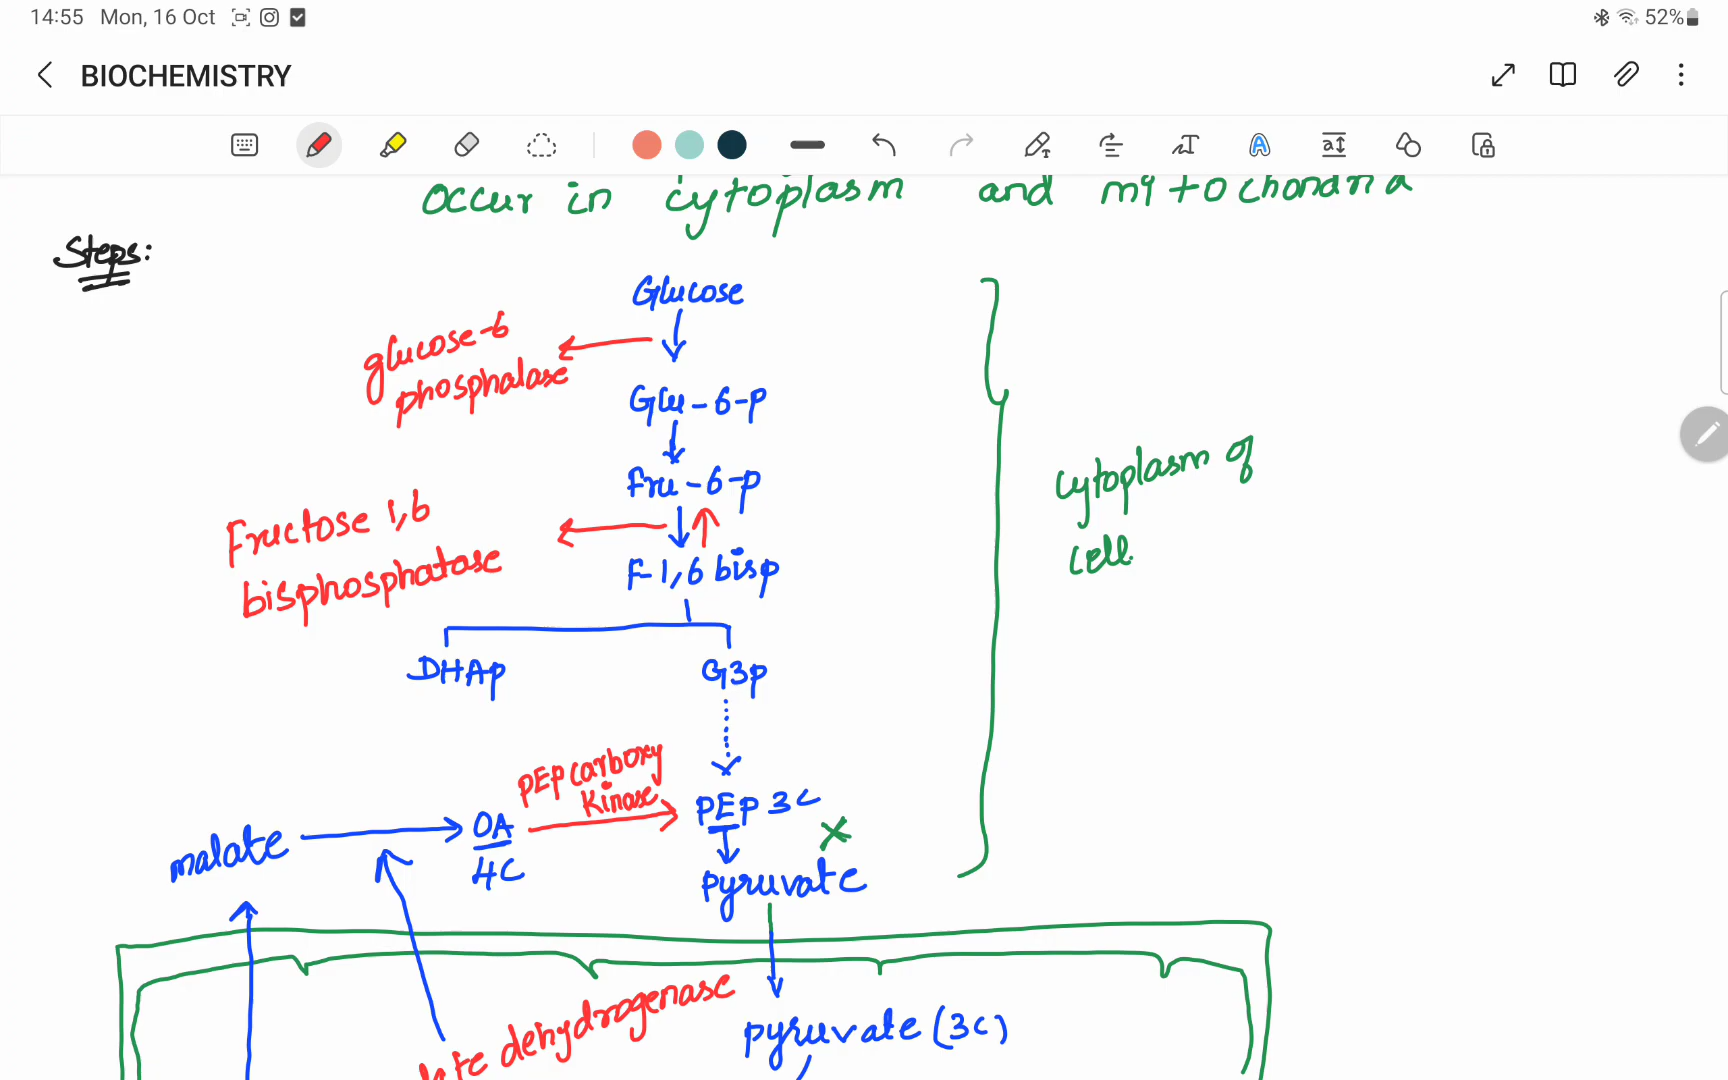 14:55 Mon, 16 Oct 52%
BIOCHEMISTRY
occur in cytoplasm and mitochondria
Steps:
Glucose
glucose-6
phosphalase
Glu-6-P
Fru-6-P
Fructose 1,6
bisphosphatase
F-1,6 bisp
cytoplasm of
cell.
DHAP
G3P
PEP carboxy
kinase
PEP 3C
malate
OA
4C
pyruvate
late dehydrogenase
pyruvate (3C)